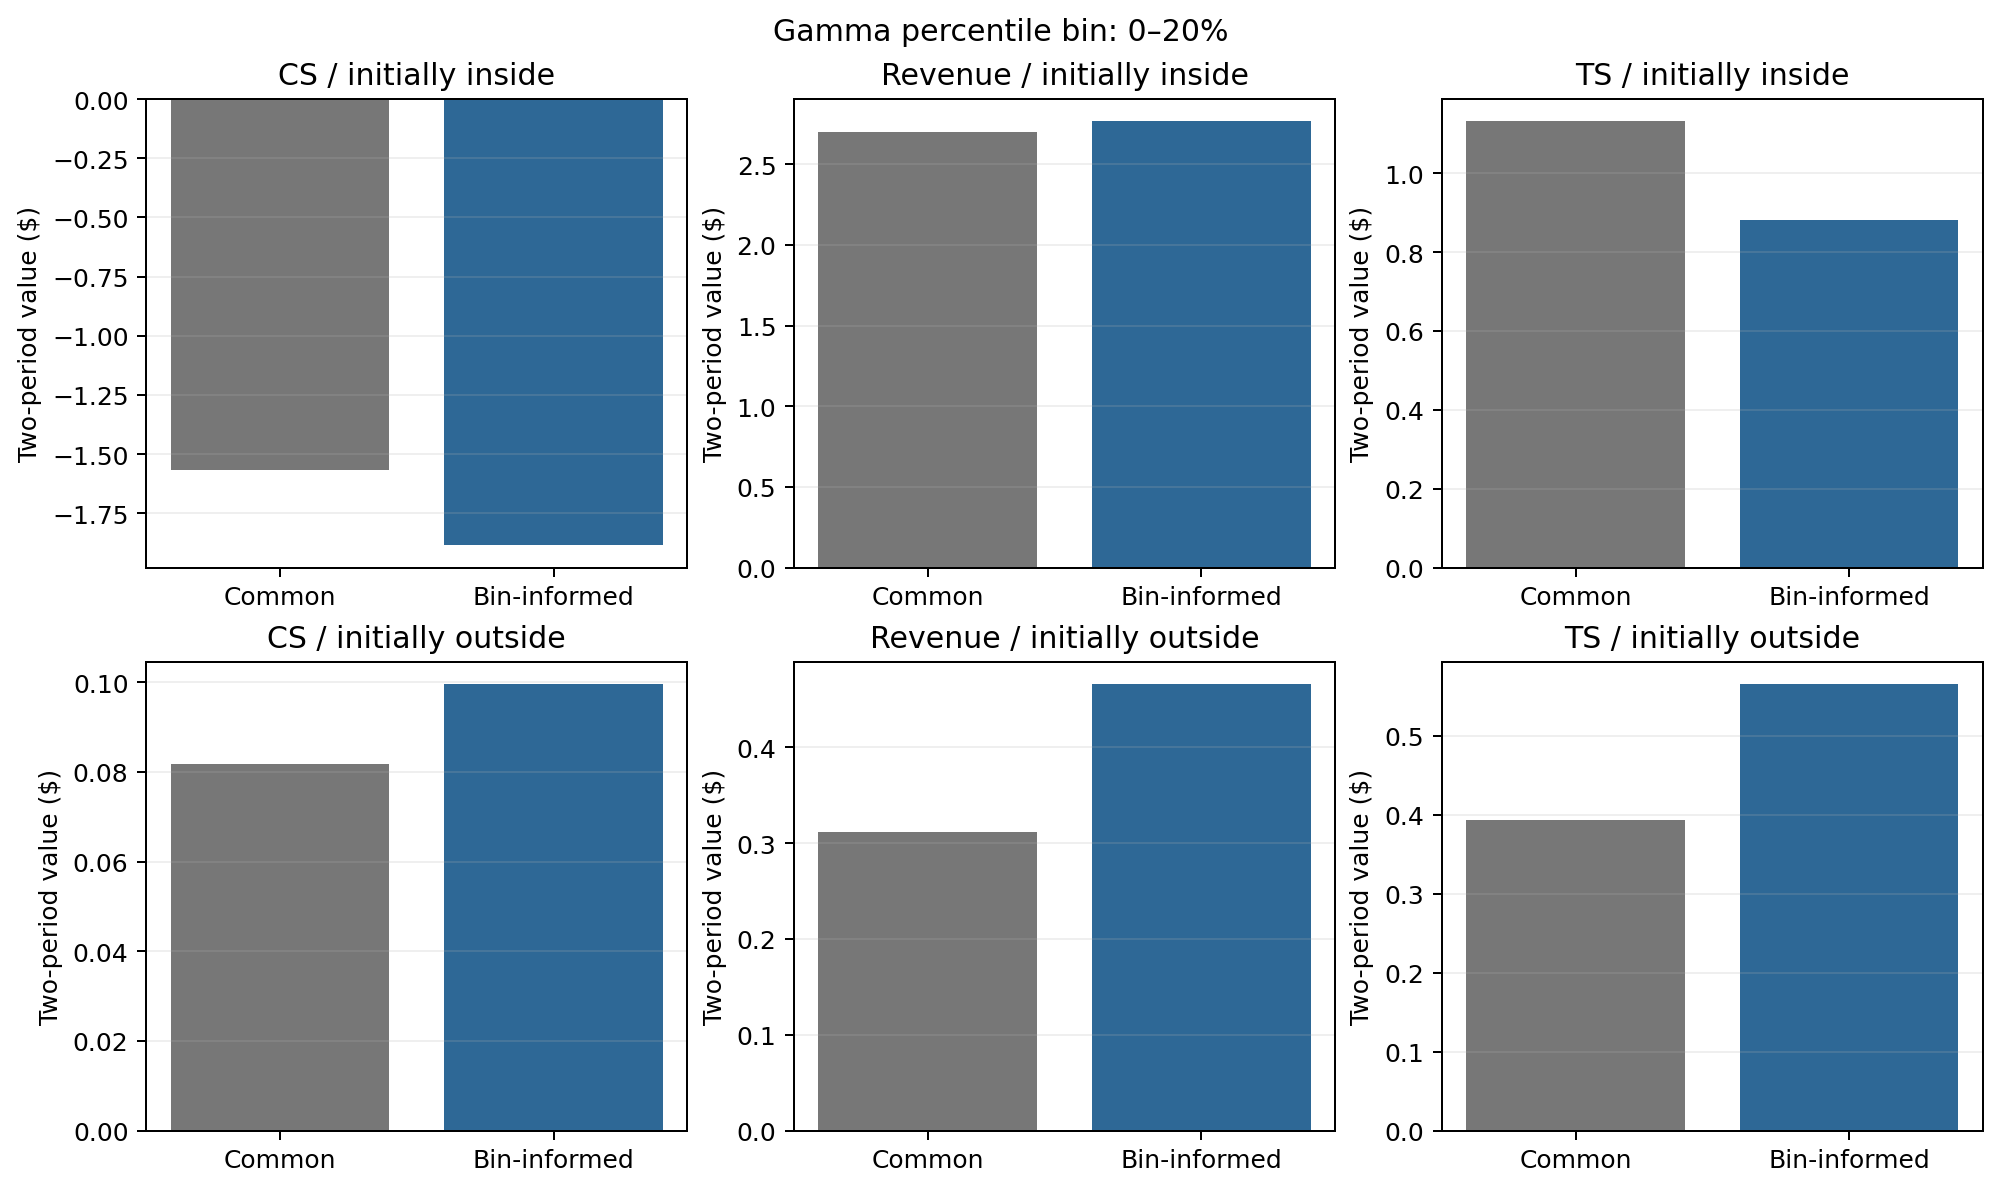 Gamma percentile bin: 0–20%
CS / initially inside
Revenue / initially inside
TS / initially inside
Two-period value ($)
0.00
−0.25
−0.50
−0.75
−1.00
−1.25
−1.50
−1.75
Common
Bin-informed
Two-period value ($)
2.5
2.0
1.5
1.0
0.5
0.0
Common
Bin-informed
Two-period value ($)
1.0
0.8
0.6
0.4
0.2
0.0
Common
Bin-informed
CS / initially outside
Revenue / initially outside
TS / initially outside
Two-period value ($)
0.10
0.08
0.06
0.04
0.02
0.00
Common
Bin-informed
Two-period value ($)
0.4
0.3
0.2
0.1
0.0
Common
Bin-informed
Two-period value ($)
0.5
0.4
0.3
0.2
0.1
0.0
Common
Bin-informed